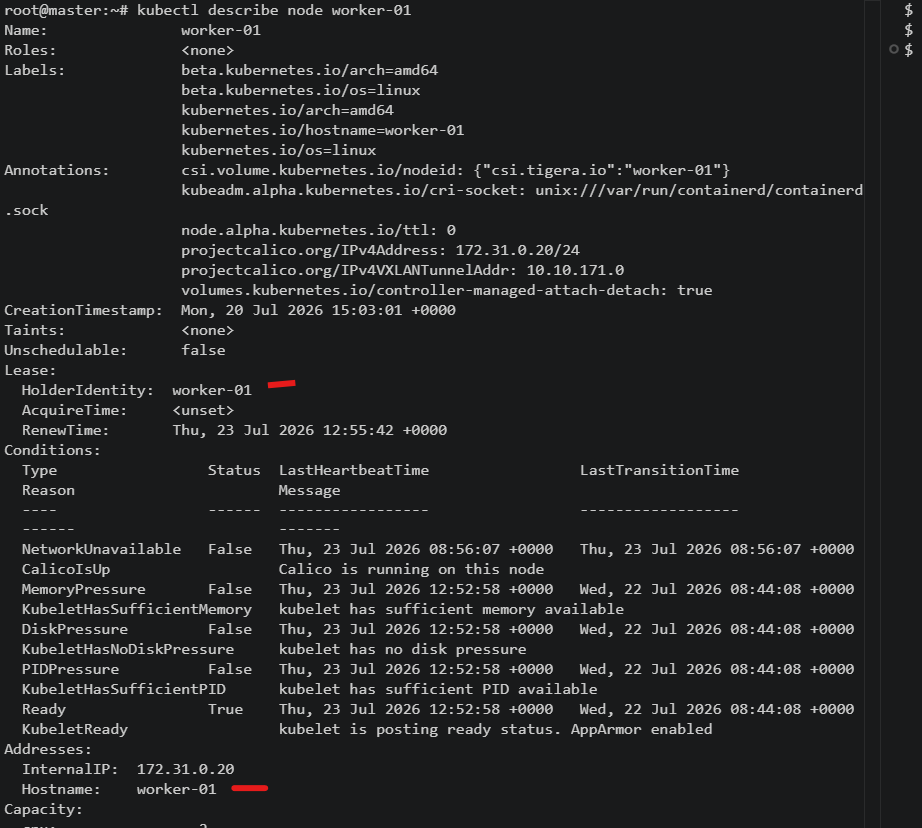 root@master:~# kubectl describe node worker-01
Name:               worker-01
Roles:              <none>
Labels:             beta.kubernetes.io/arch=amd64
                    beta.kubernetes.io/os=linux
                    kubernetes.io/arch=amd64
                    kubernetes.io/hostname=worker-01
                    kubernetes.io/os=linux
Annotations:        csi.volume.kubernetes.io/nodeid: {"csi.tigera.io":"worker-01"}
                    kubeadm.alpha.kubernetes.io/cri-socket: unix:///var/run/containerd/containerd
.sock
                    node.alpha.kubernetes.io/ttl: 0
                    projectcalico.org/IPv4Address: 172.31.0.20/24
                    projectcalico.org/IPv4VXLANTunnelAddr: 10.10.171.0
                    volumes.kubernetes.io/controller-managed-attach-detach: true
CreationTimestamp:  Mon, 20 Jul 2026 15:03:01 +0000
Taints:             <none>
Unschedulable:      false
Lease:
  HolderIdentity:  worker-01
  AcquireTime:     <unset>
  RenewTime:       Thu, 23 Jul 2026 12:55:42 +0000
Conditions:
  Type                 Status  LastHeartbeatTime                 LastTransitionTime
  Reason                       Message
  ----                 ------  -----------------                 ------------------
  ------                       -------
  NetworkUnavailable   False   Thu, 23 Jul 2026 08:56:07 +0000   Thu, 23 Jul 2026 08:56:07 +0000
  CalicoIsUp                   Calico is running on this node
  MemoryPressure       False   Thu, 23 Jul 2026 12:52:58 +0000   Wed, 22 Jul 2026 08:44:08 +0000
  KubeletHasSufficientMemory   kubelet has sufficient memory available
  DiskPressure         False   Thu, 23 Jul 2026 12:52:58 +0000   Wed, 22 Jul 2026 08:44:08 +0000
  KubeletHasNoDiskPressure     kubelet has no disk pressure
  PIDPressure          False   Thu, 23 Jul 2026 12:52:58 +0000   Wed, 22 Jul 2026 08:44:08 +0000
  KubeletHasSufficientPID      kubelet has sufficient PID available
  Ready                True    Thu, 23 Jul 2026 12:52:58 +0000   Wed, 22 Jul 2026 08:44:08 +0000
  KubeletReady                 kubelet is posting ready status. AppArmor enabled
Addresses:
  InternalIP:  172.31.0.20
  Hostname:    worker-01
Capacity:
$
$
$